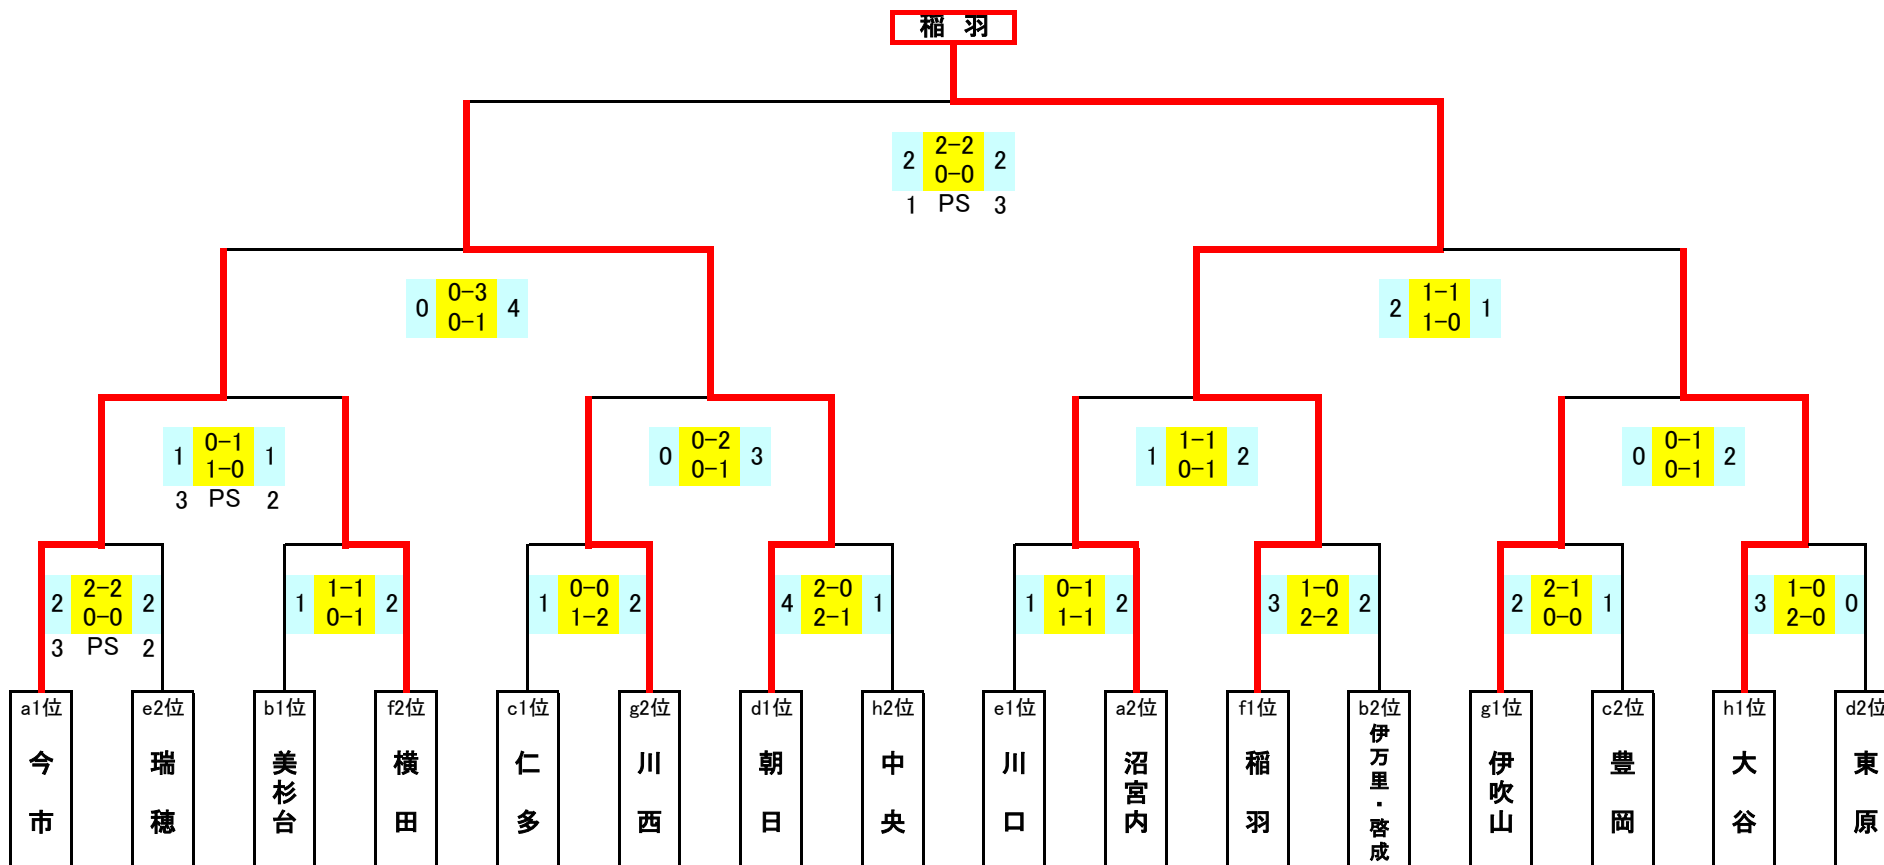 稲 羽
2 2-2 2
0-0
1 PS 3
0 0-3 4
0-1
2 1-1 1
1-0
1 0-1 1
1-0
3 PS 2
0 0-2 3
0-1
1 1-1 2
0-1
0 0-1 2
0-1
2 2-2 2
0-0
3 PS 2
1 1-1 2
0-1
1 0-0 2
1-2
4 2-0 1
2-1
1 0-1 2
1-1
3 1-0 2
2-2
2 2-1 1
0-0
3 1-0 0
2-0
a1位
今市
e2位
瑞穂
b1位
美杉台
f2位
横田
c1位
仁多
g2位
川西
d1位
朝日
h2位
中央
e1位
川口
a2位
沼宮内
f1位
稲羽
b2位
伊万里・啓成
g1位
伊吹山
c2位
豊岡
h1位
大谷
d2位
東原